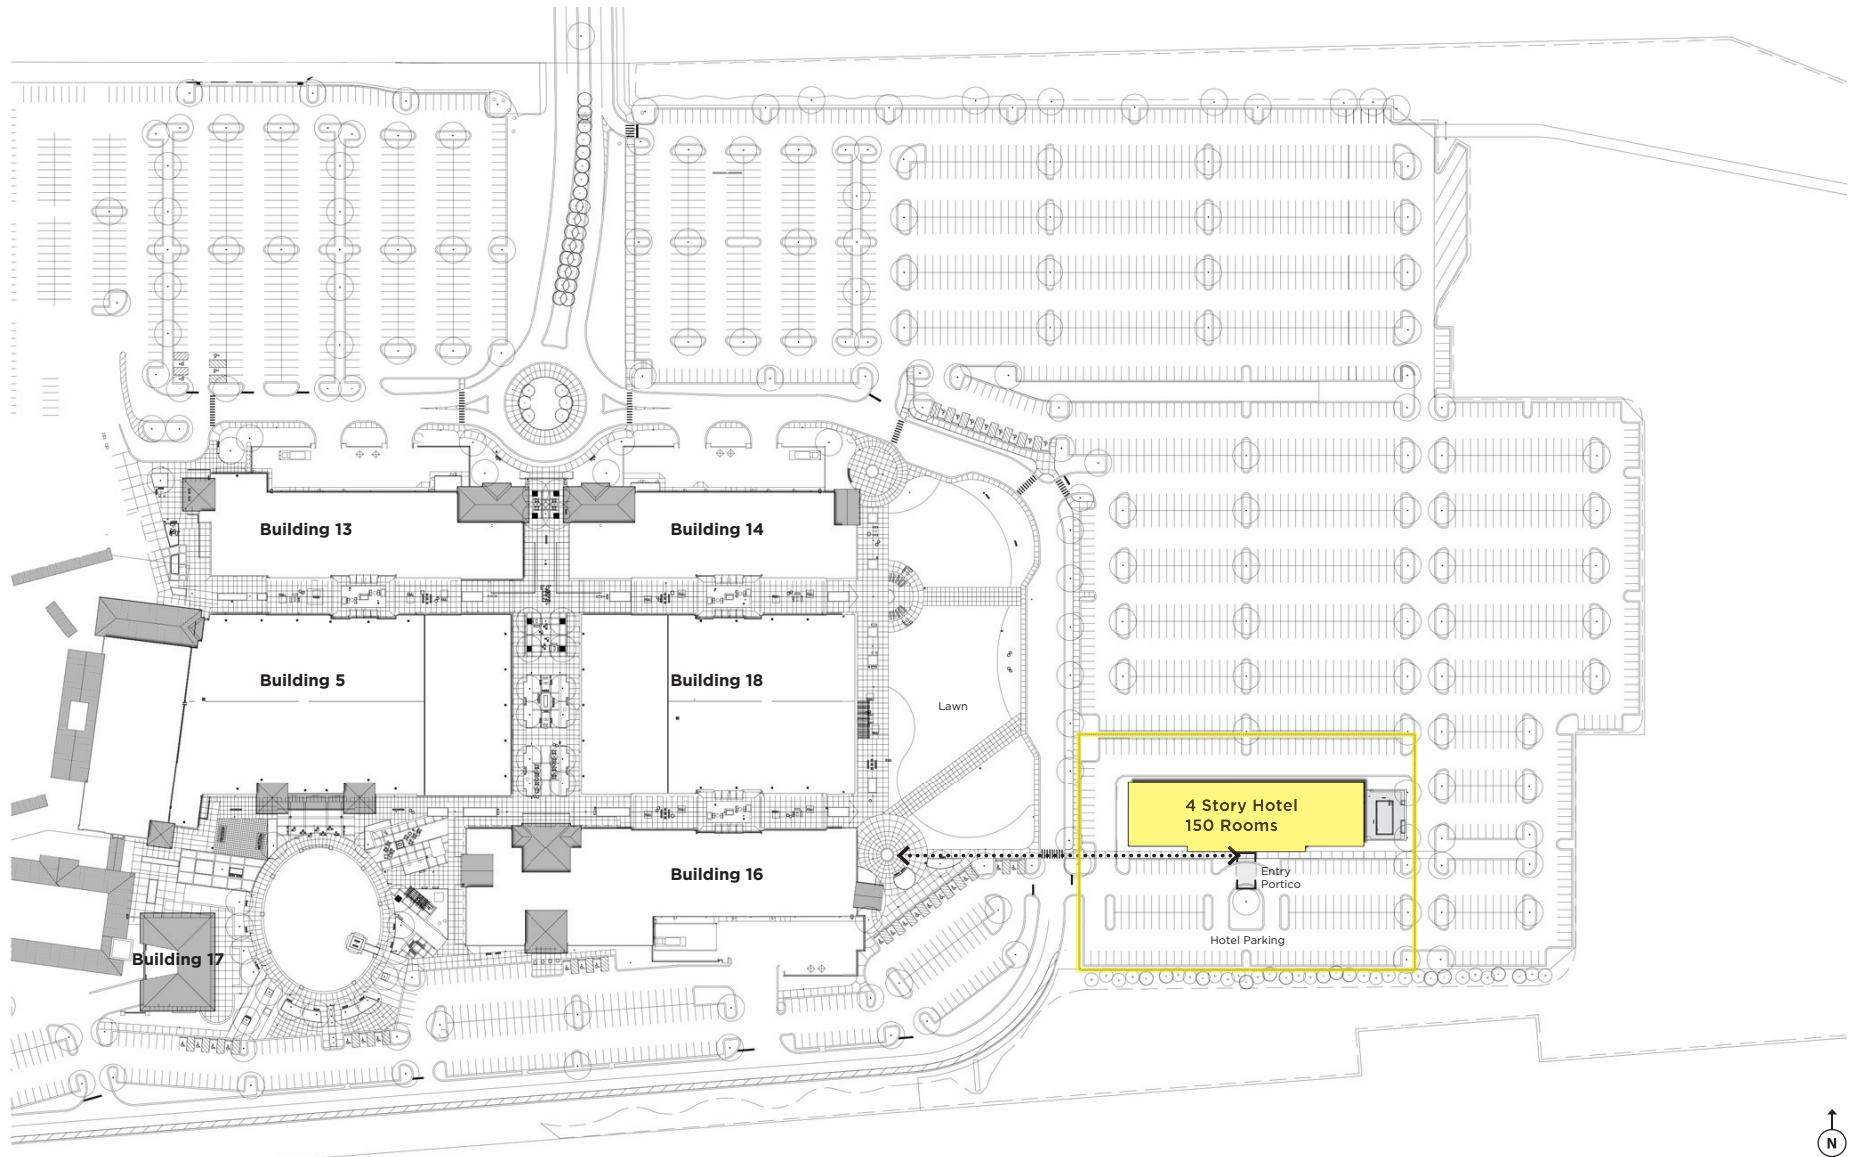 Building 13
Building 14
Building 5
Building 18
Lawn
4 Story Hotel
150 Rooms
Building 16
Entry
Portico
Hotel Parking
Building 17
N